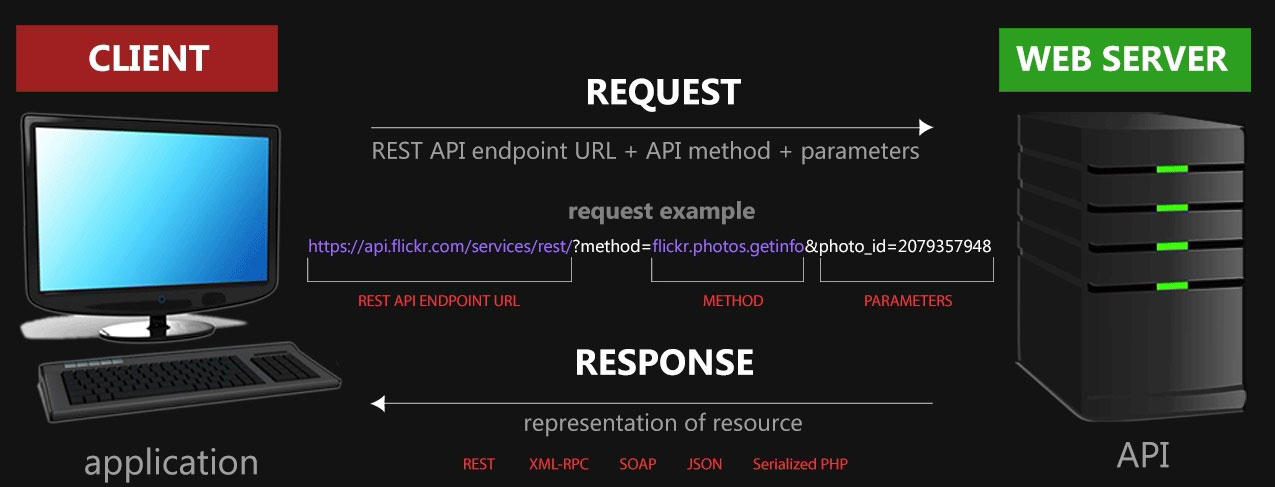 CLIENT
WEB SERVER
REQUEST
REST API endpoint URL + API method + parameters
request example
https://api.flickr.com/services/rest/?method=flickr.photos.getinfo&photo_id=2079357948
REST API ENDPOINT URL METHOD PARAMETERS
RESPONSE
representation of resource
REST XML-RPC SOAP JSON Serialized PHP
application
API